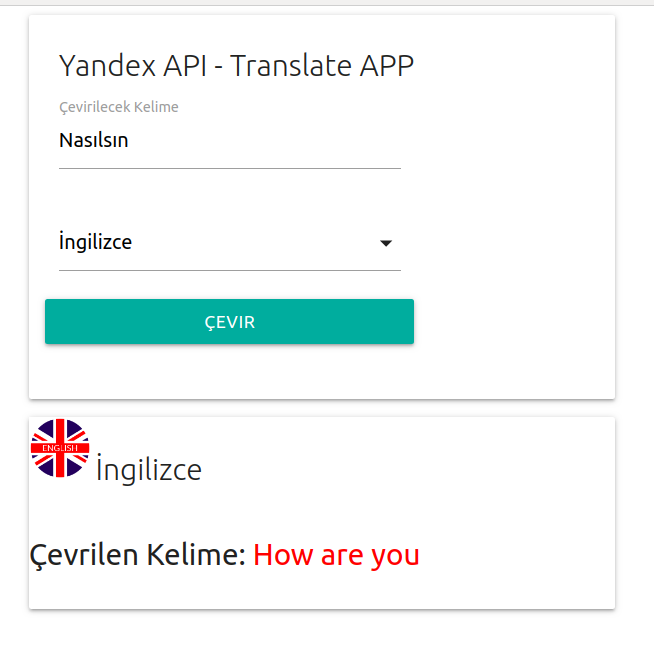 Yandex API - Translate APP
Çevirilecek Kelime
Nasılsın
İngilizce
ÇEVIR
ENGLISH
İngilizce
Çevrilen Kelime: How are you